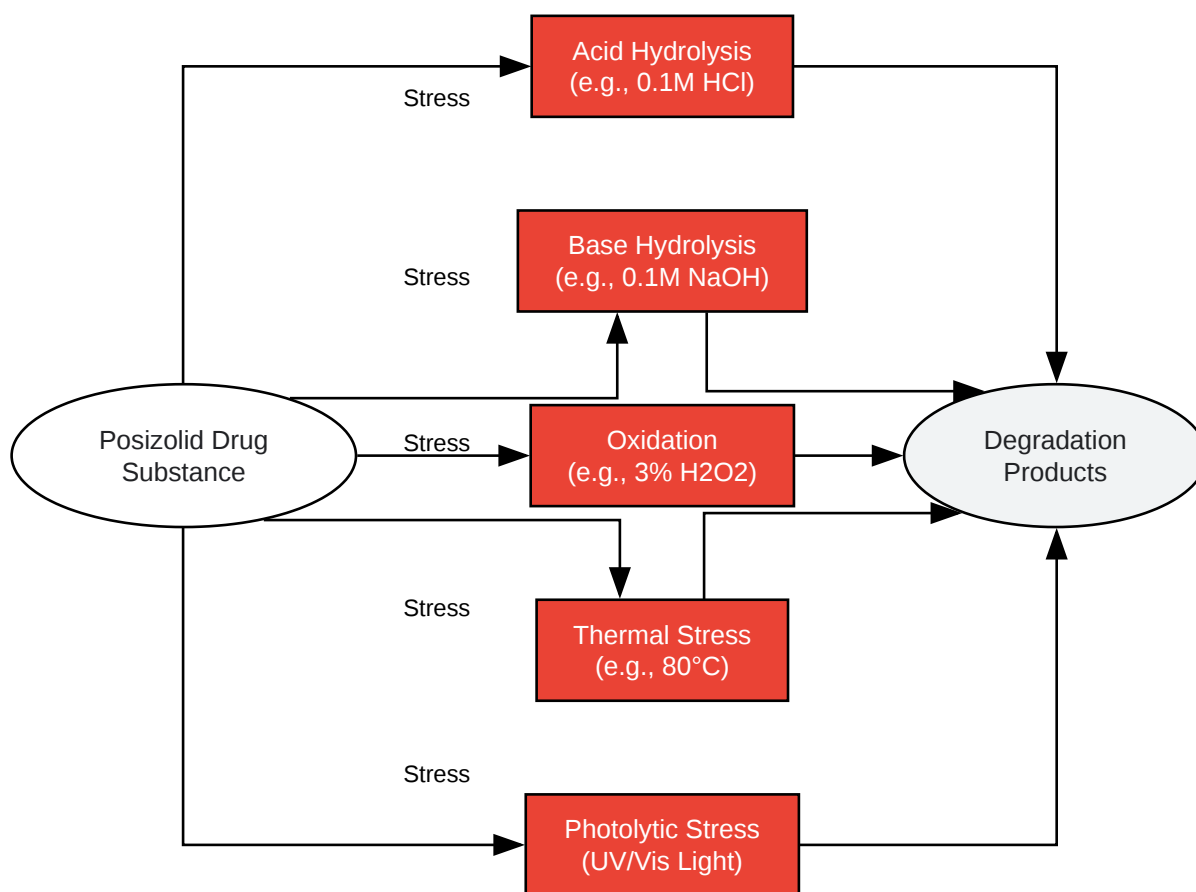 Acid Hydrolysis
(e.g., 0.1M HCl)
Stress
Base Hydrolysis
(e.g., 0.1M NaOH)
Stress
Posizolid Drug
Substance
Stress
Oxidation
(e.g., 3% H2O2)
Degradation
Products
Stress
Thermal Stress
(e.g., 80°C)
Stress
Photolytic Stress
(UV/Vis Light)